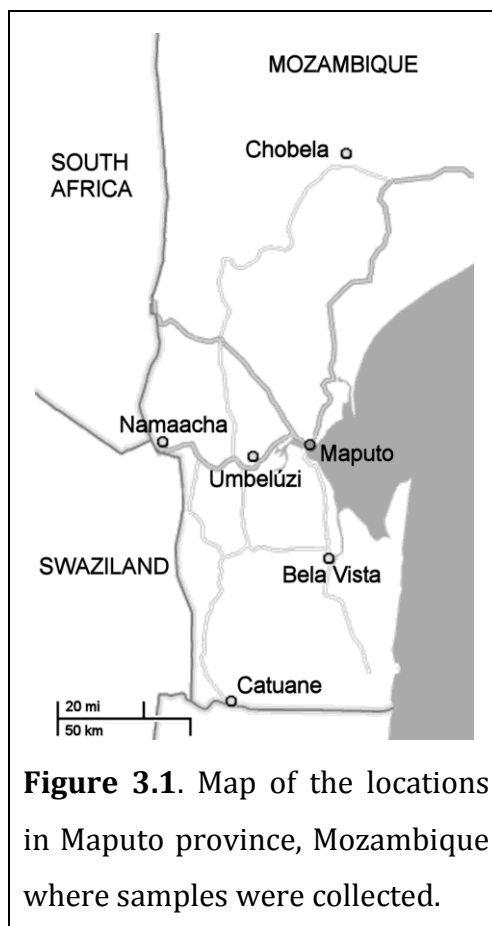 MOZAMBIQUE
Chobela
SOUTH
AFRICA
Namaacha
Maputo
Umbelúzi
SWAZILAND
Bela Vista
Catuane
20 mi
50 km
Figure 3.1. Map of the locations
in Maputo province, Mozambique
where samples were collected.